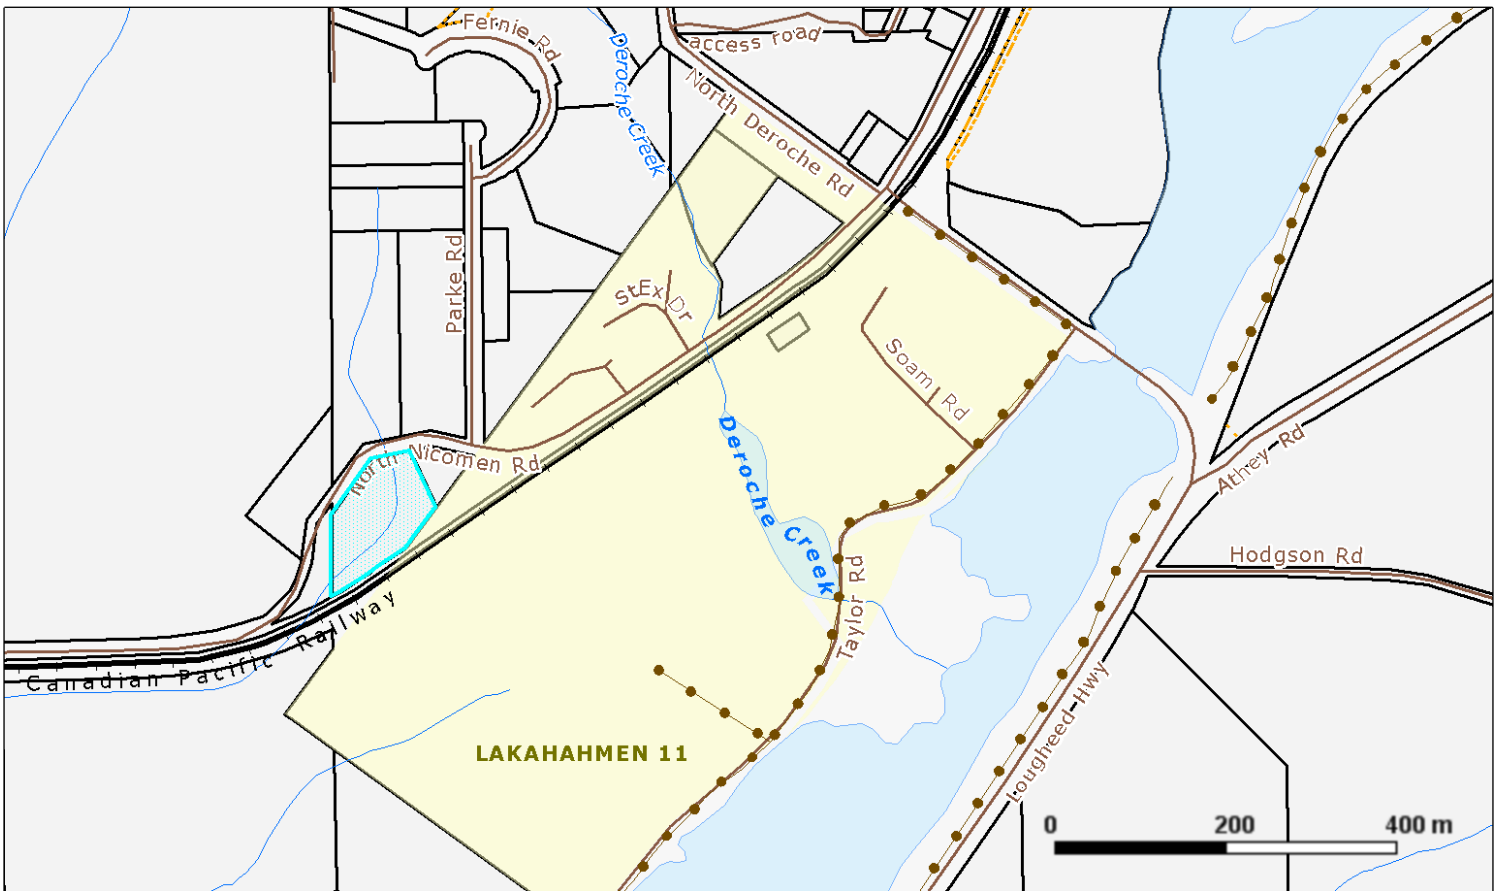 Fernie Rd
access road
Deroche Creek
North Deroche Rd
Parke Rd
StEx Dr
Soam Rd
North Nicomen Rd
Deroche Creek
Athey Rd
Hodgson Rd
Taylor Rd
Canadian Pacific Railway
LAKAHAHMEN 11
Lougheed Hwy
0 200 400 m